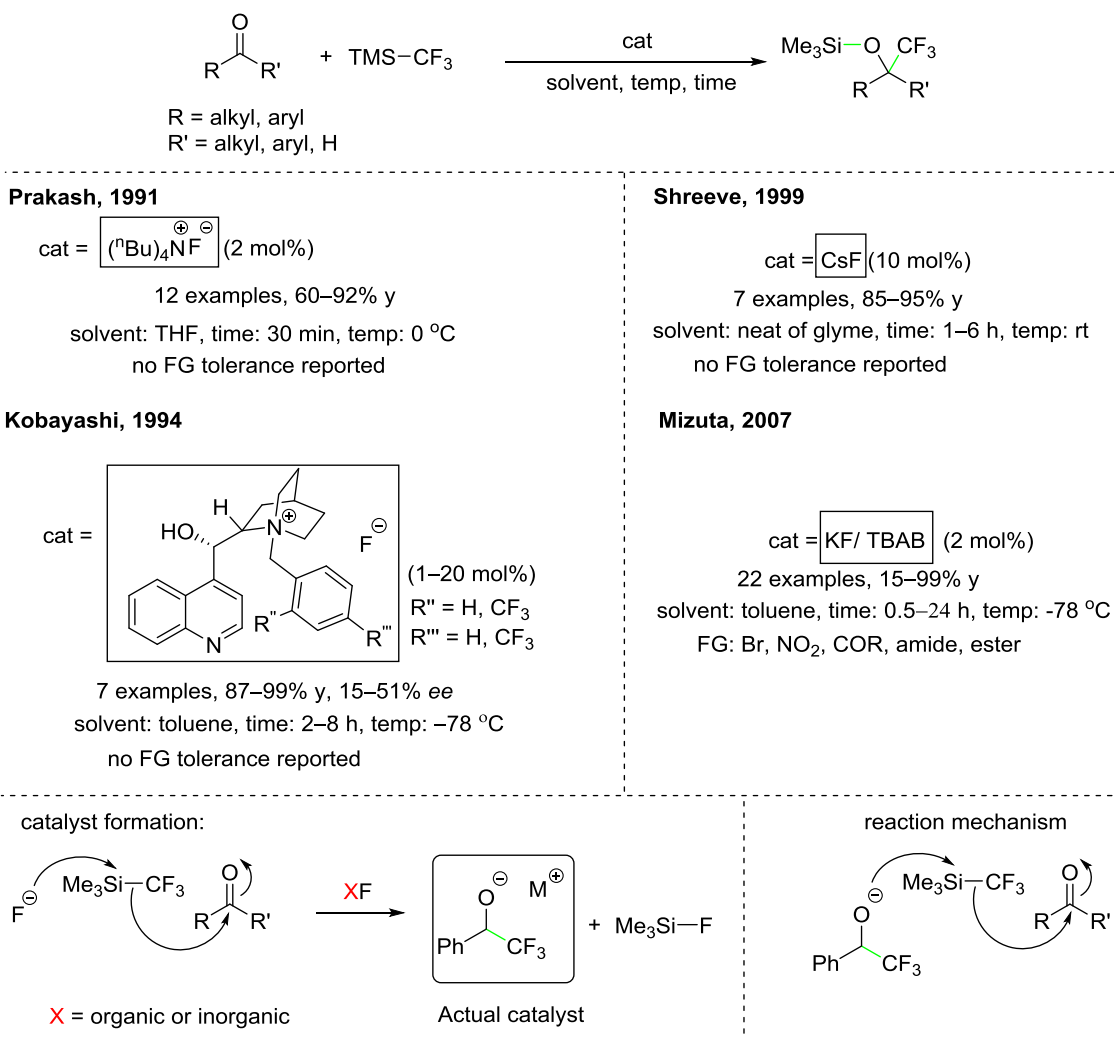 O
R R'
+ TMS–CF3
cat
solvent, temp, time
Me3Si–O CF3
R R'
R = alkyl, aryl
R' = alkyl, aryl, H
Prakash, 1991
cat = (nBu)4N⊕ F⊖ (2 mol%)
12 examples, 60–92% y
solvent: THF, time: 30 min, temp: 0 oC
no FG tolerance reported
Shreeve, 1999
cat = CsF (10 mol%)
7 examples, 85–95% y
solvent: neat of glyme, time: 1–6 h, temp: rt
no FG tolerance reported
Kobayashi, 1994
cat =
H
HO N⊕
F⊖
R''
N
R'''
(1–20 mol%)
R'' = H, CF3
R''' = H, CF3
7 examples, 87–99% y, 15–51% ee
solvent: toluene, time: 2–8 h, temp: –78 oC
no FG tolerance reported
Mizuta, 2007
cat = KF/ TBAB (2 mol%)
22 examples, 15–99% y
solvent: toluene, time: 0.5–24 h, temp: -78 oC
FG: Br, NO2, COR, amide, ester
catalyst formation:
F⊖
Me3Si–CF3
O
R R'
XF
O⊖ M⊕
Ph CF3
+ Me3Si–F
X = organic or inorganic
Actual catalyst
reaction mechanism
O⊖
Ph CF3
Me3Si–CF3
O
R R'